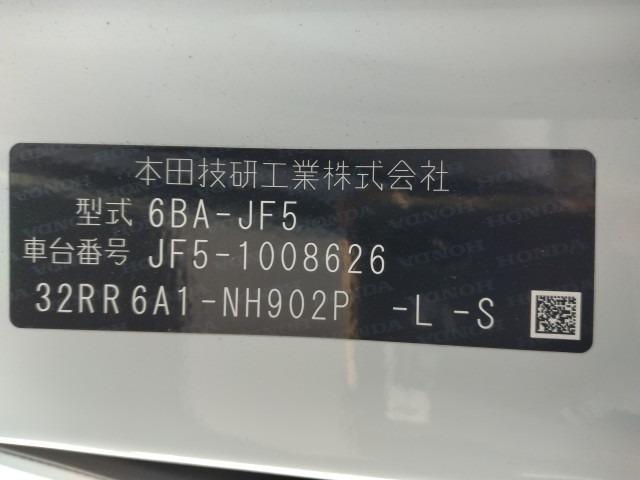 本田技研工業株式会社
型式 6BA-JF5
車台番号 JF5-1008626
32RR6A1-NH902P -L -S